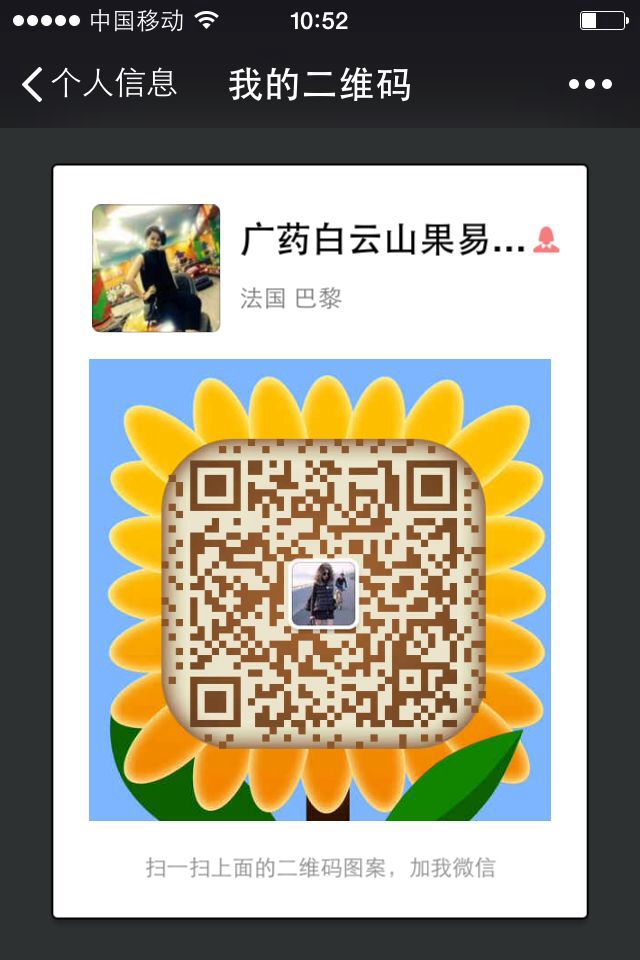 中国移动 10:52
个人信息 我的二维码
广药白云山果易...
法国 巴黎
扫一扫上面的二维码图案，加我微信